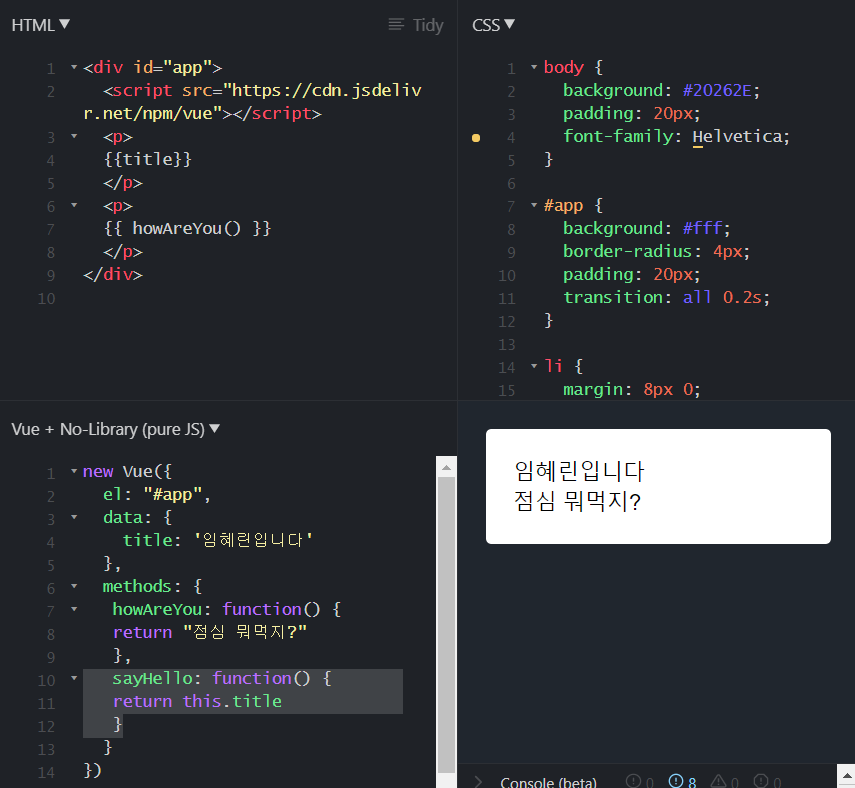 HTML▼ Tidy
1 <div id="app">
2 <script src="https://cdn.jsdeliv
r.net/npm/vue"></script>
3 <p>
4 {{title}}
5 </p>
6 <p>
7 {{ howAreYou() }}
8 </p>
9 </div>
10
CSS▼
1 body {
2 background: #20262E;
3 padding: 20px;
4 font-family: Helvetica;
5 }
6
7 #app {
8 background: #fff;
9 border-radius: 4px;
10 padding: 20px;
11 transition: all 0.2s;
12 }
13
14 li {
15 margin: 8px 0;
Vue + No-Library (pure JS)▼
1 new Vue({
2 el: "#app",
3 data: {
4 title: '임혜린입니다'
5 },
6 methods: {
7 howAreYou: function() {
8 return "점심 뭐먹지?"
9 },
10 sayHello: function() {
11 return this.title
12 }
13 }
14 })
임혜린입니다
점심 뭐먹지?
Console (beta) 0 8 0 0